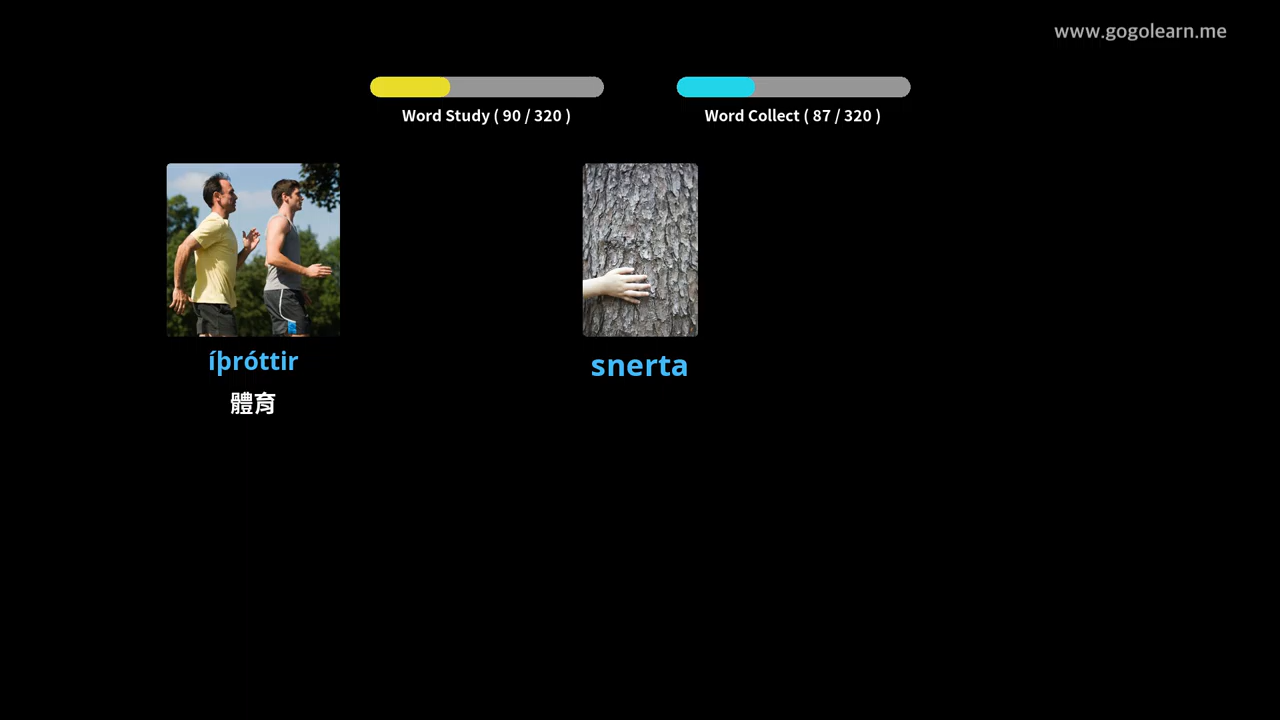 www.gogolearn.me
Word Study ( 90 / 320 )
Word Collect ( 87 / 320 )
íþróttir
snerta
體育